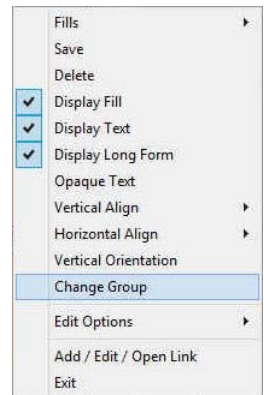 Fills
Save
Delete
Display Fill
Display Text
Display Long Form
Opaque Text
Vertical Align
Horizontal Align
Vertical Orientation
Change Group
Edit Options
Add / Edit / Open Link
Exit